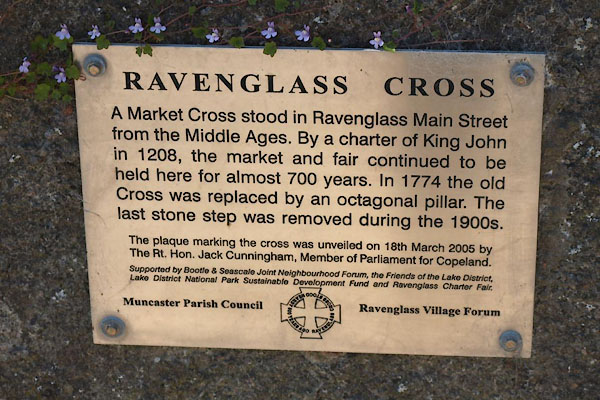 RAVENGLASS CROSS
A Market Cross stood in Ravenglass Main Street
from the Middle Ages. By a charter of King John
in 1208, the market and fair continued to be
held here for almost 700 years. In 1774 the old
Cross was replaced by an octagonal pillar. The
last stone step was removed during the 1900s.
The plaque marking the cross was unveiled on 18th March 2005 by
The Rt. Hon. Jack Cunningham, Member of Parliament for Copeland.
Supported by Bootle & Seascale Joint Neighbourhood Forum, the Friends of the Lake District,
Lake District National Park Sustainable Development Fund and Ravenglass Charter Fair.
Muncaster Parish Council
Ravenglass Village Forum